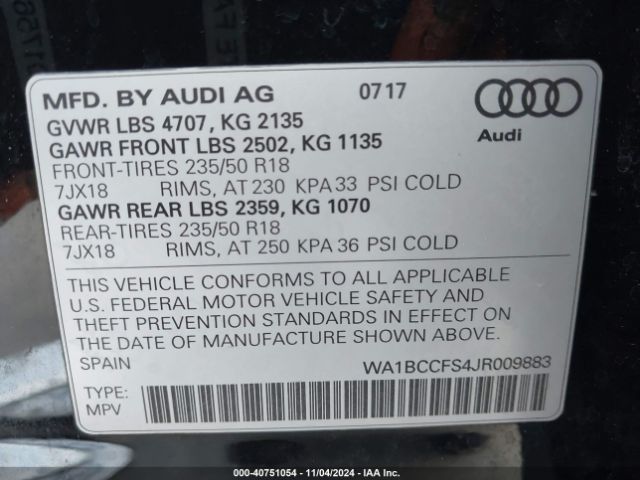 MFD. BY AUDI AG 0717
GVWR LBS 4707, KG 2135
GAWR FRONT LBS 2502, KG 1135
FRONT-TIRES 235/50 R18
7JX18 RIMS, AT 230 KPA 33 PSI COLD
GAWR REAR LBS 2359, KG 1070
REAR-TIRES 235/50 R18
7JX18 RIMS, AT 250 KPA 36 PSI COLD
Audi
THIS VEHICLE CONFORMS TO ALL APPLICABLE
U.S. FEDERAL MOTOR VEHICLE SAFETY AND
THEFT PREVENTION STANDARDS IN EFFECT ON
THE DATE OF MANUFACTURE SHOWN ABOVE.
SPAIN WA1BCCFS4JR009883
TYPE:
MPV
000-40751054 - 11/04/2024 - IAA Inc.